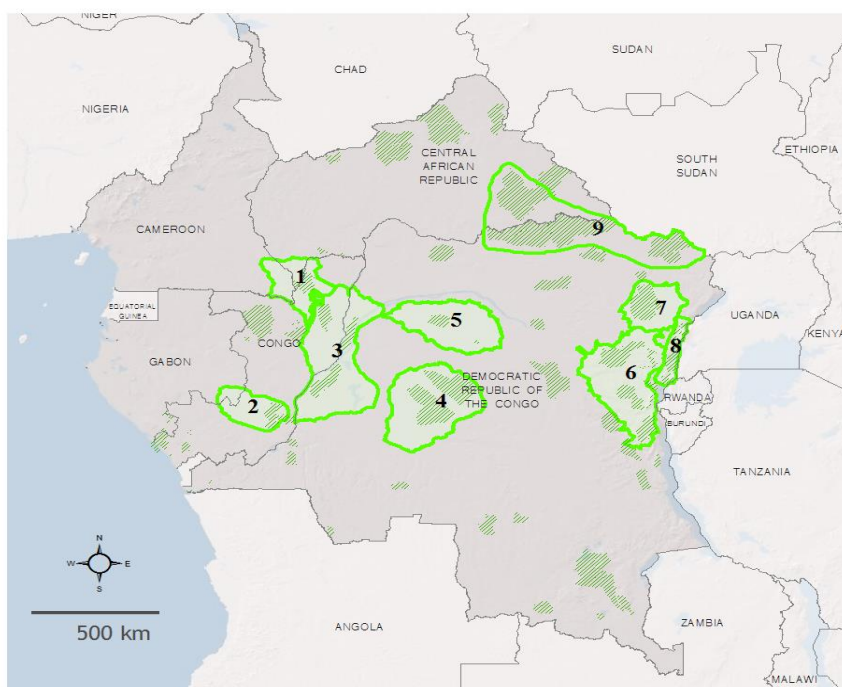 NIGER
SUDAN
CHAD
NIGERIA
ETHIOPIA
CENTRAL
AFRICAN
REPUBLIC
SOUTH
SUDAN
CAMEROON
9
1
EQUATORIAL
GUINEA
7
UGANDA
5
KENYA
CONGO
3
8
GABON
6
DEMOCRATIC
REPUBLIC OF
THE CONGO
4
2
RWANDA
BURUNDI
TANZANIA
N
W
E
S
500 km
ANGOLA
ZAMBIA
MALAWI